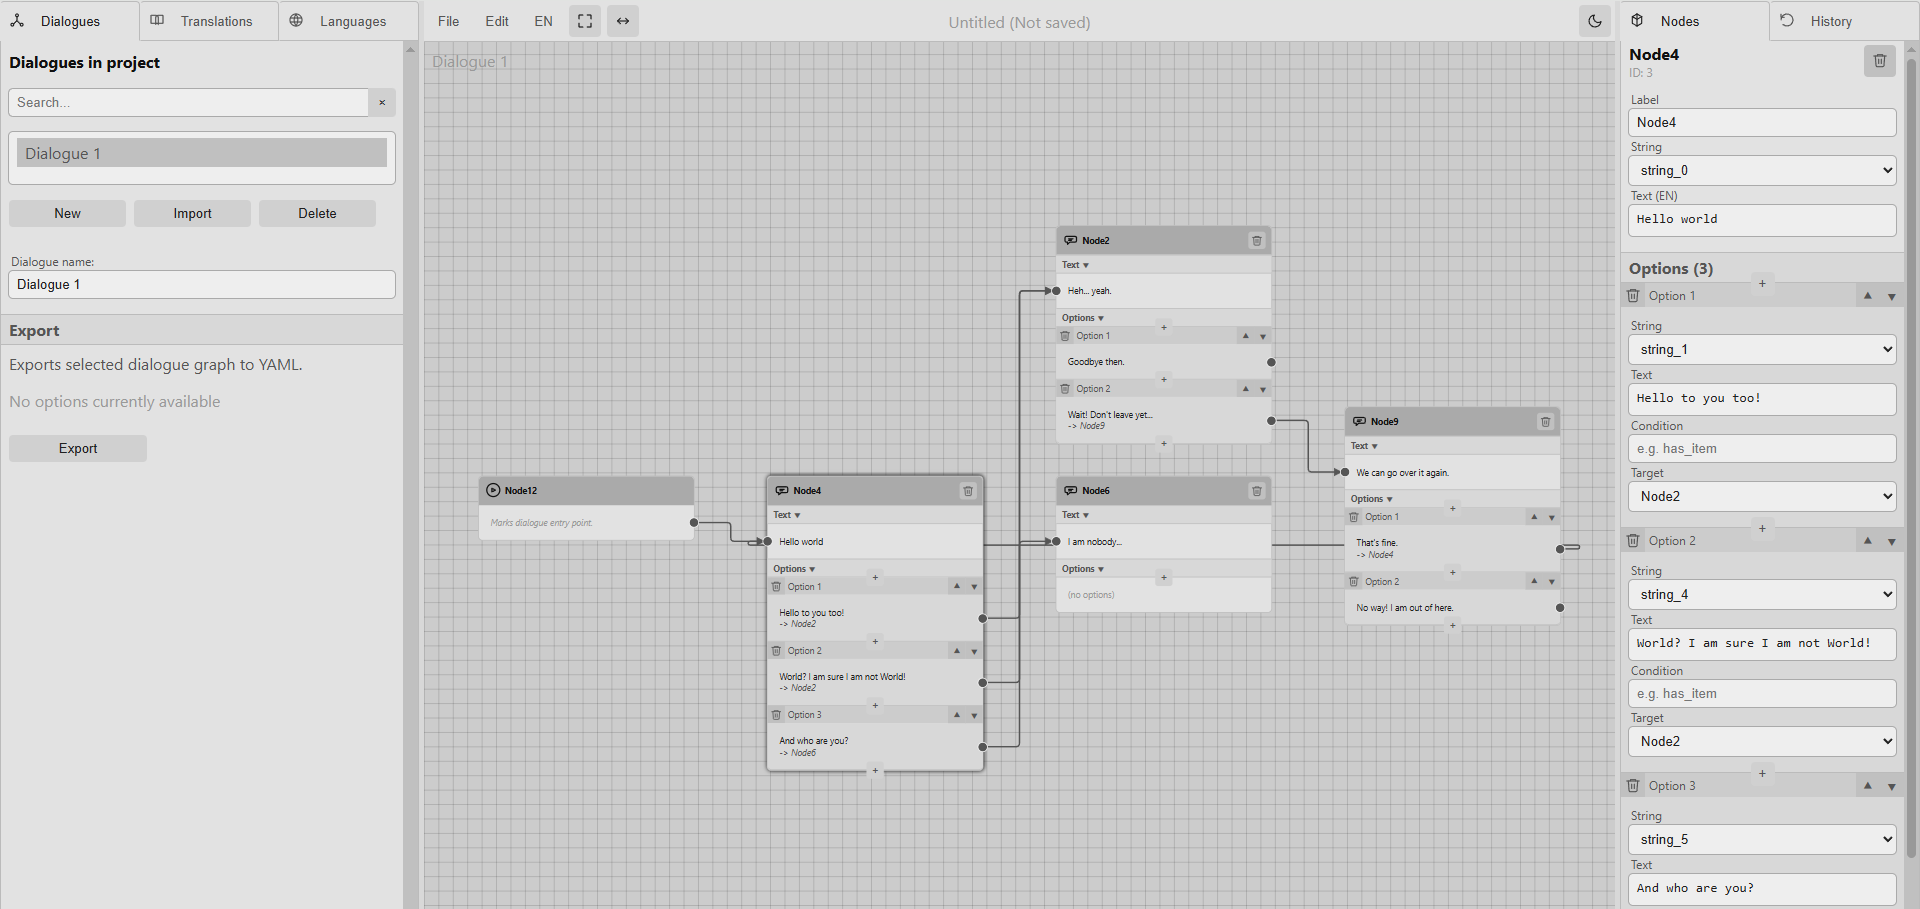 Dialogues
Translations
Languages
Dialogues in project
Search...
×
Dialogue 1
New
Import
Delete
Dialogue name:
Dialogue 1
Export
Exports selected dialogue graph to YAML.
No options currently available
Export
File
Edit
EN
Untitled (Not saved)
Dialogue 1
Node12
Marks dialogue entry point.
Node4
Text ▼
Hello world
Options ▼
+
Option 1
▲ ▼
Hello to you too!
-> Node2
+
Option 2
▲ ▼
World? I am sure I am not World!
-> Node2
+
Option 3
▲ ▼
And who are you?
-> Node6
+
Node2
Text ▼
Heh... yeah.
Options ▼
+
Option 1
▲ ▼
Goodbye then.
+
Option 2
▲ ▼
Wait! Don't leave yet...
-> Node9
+
Node6
Text ▼
I am nobody...
Options ▼
+
(no options)
Node9
Text ▼
We can go over it again.
Options ▼
+
Option 1
▲ ▼
That's fine.
-> Node4
+
Option 2
▲ ▼
No way! I am out of here.
+
Nodes
History
Node4
ID: 3
Label
Node4
String
string_0
Text (EN)
Hello world
Options (3)
+
Option 1
▲ ▼
String
string_1
Text
Hello to you too!
Condition
e.g. has_item
Target
Node2
+
Option 2
▲ ▼
String
string_4
Text
World? I am sure I am not World!
Condition
e.g. has_item
Target
Node2
+
Option 3
▲ ▼
String
string_5
Text
And who are you?